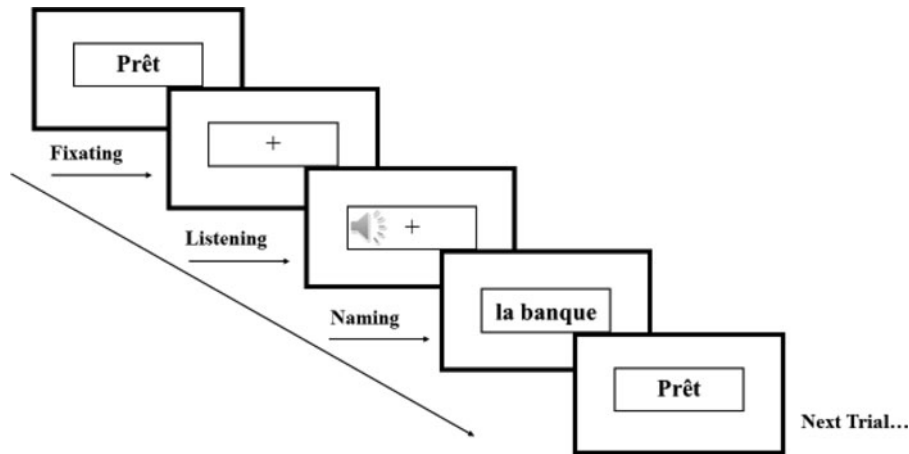 Prêt
+
Fixating
+
Listening
la banque
Naming
Prêt
Next Trial...